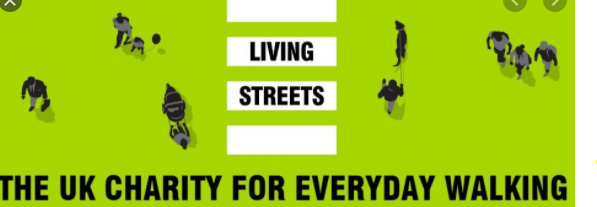 LIVING
STREETS
THE UK CHARITY FOR EVERYDAY WALKING